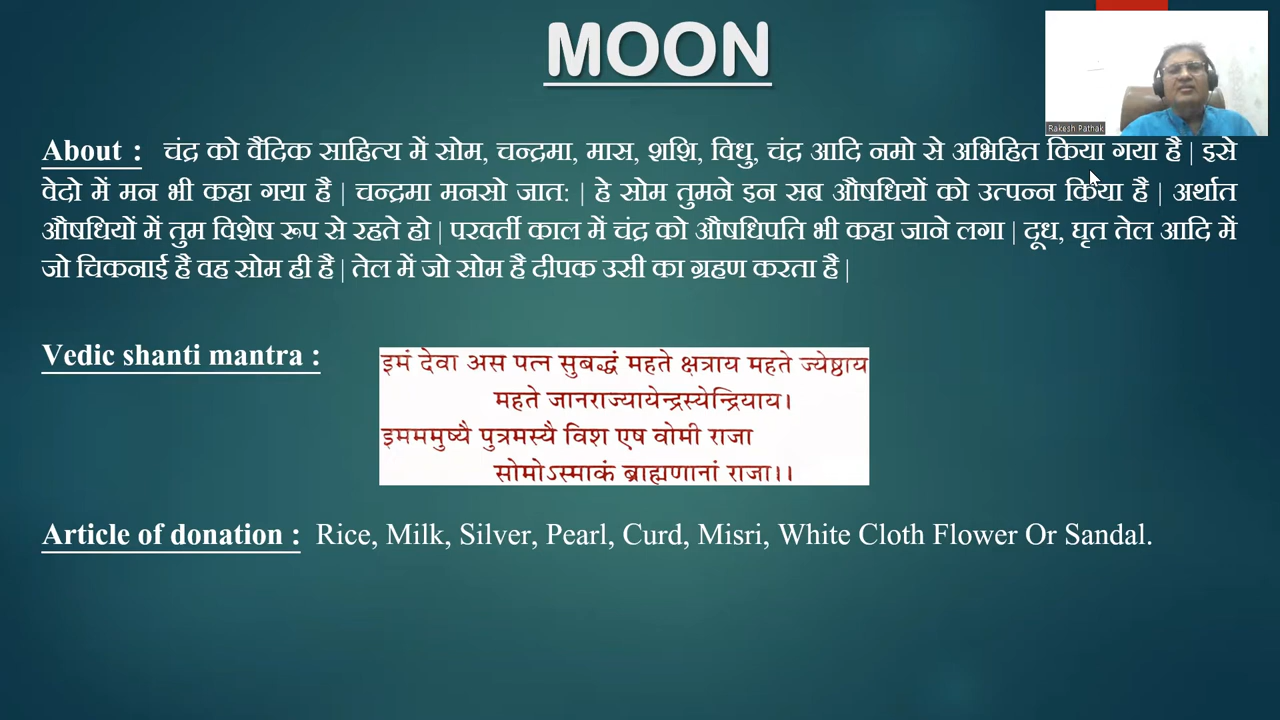 MOON
Rakesh Pathak
About : चंद्र को वैदिक साहित्य में सोम, चन्द्रमा, मास, शशि, विधु, चंद्र आदि नमो से अभिहित किया गया है | इसे
वेदो में मन भी कहा गया है | चन्द्रमा मनसो जात: | हे सोम तुमने इन सब औषधियों को उत्पन्न किया है | अर्थात
औषधियों में तुम विशेष रूप से रहते हो | परवर्ती काल में चंद्र को औषधिपति भी कहा जाने लगा | दूध, घृत तेल आदि में
जो चिकनाई है वह सोम ही है | तेल में जो सोम है दीपक उसी का ग्रहण करता है |
Vedic shanti mantra :
इमं देवा अस पत्न सुबद्धं महते क्षत्राय महते ज्येष्ठाय
महते जानराज्यायेन्द्रस्येन्द्रियाय।
इमममुष्यै पुत्रमस्यै विश एष वोमी राजा
सोमोऽस्माकं ब्राह्मणानां राजा।।
Article of donation : Rice, Milk, Silver, Pearl, Curd, Misri, White Cloth Flower Or Sandal.